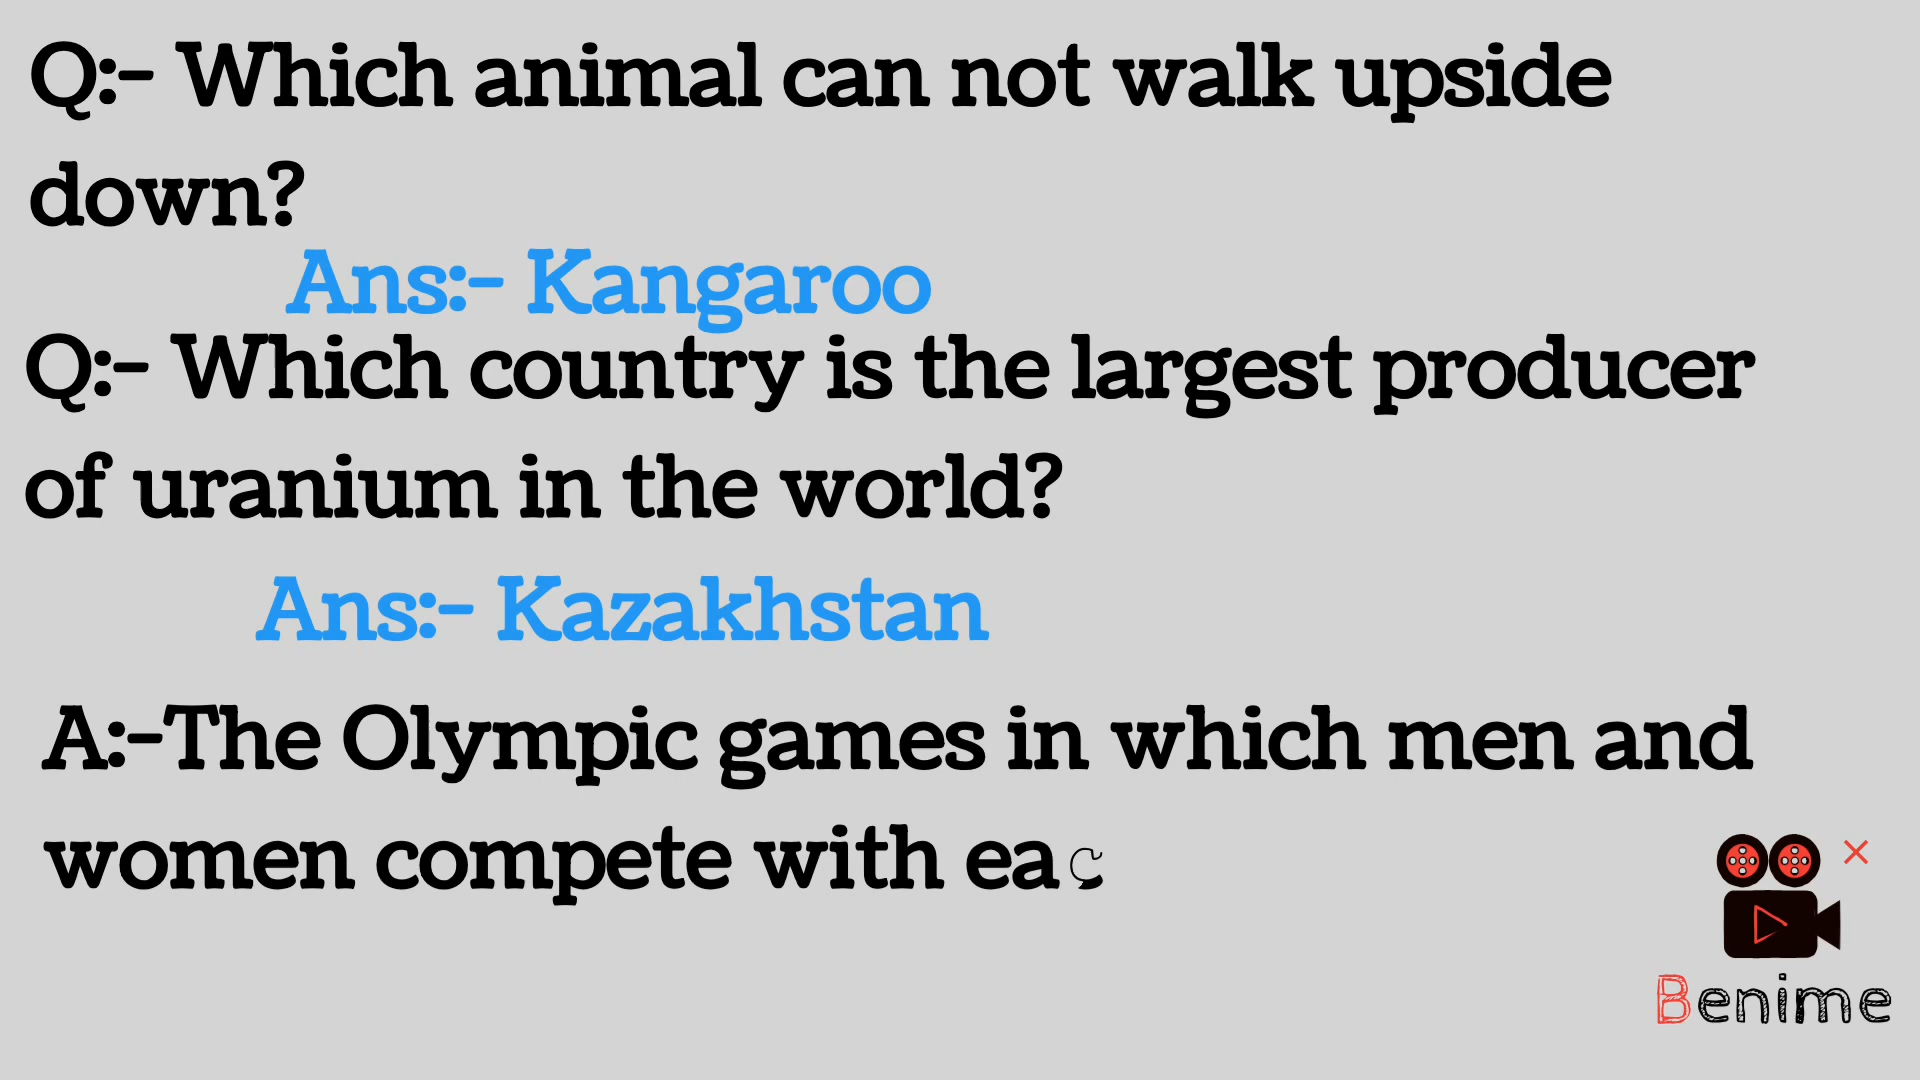 Q:- Which animal can not walk upside
down?
Ans:- Kangaroo
Q:- Which country is the largest producer
of uranium in the world?
Ans:- Kazakhstan
A:-The Olympic games in which men and
women compete with eac
Benime